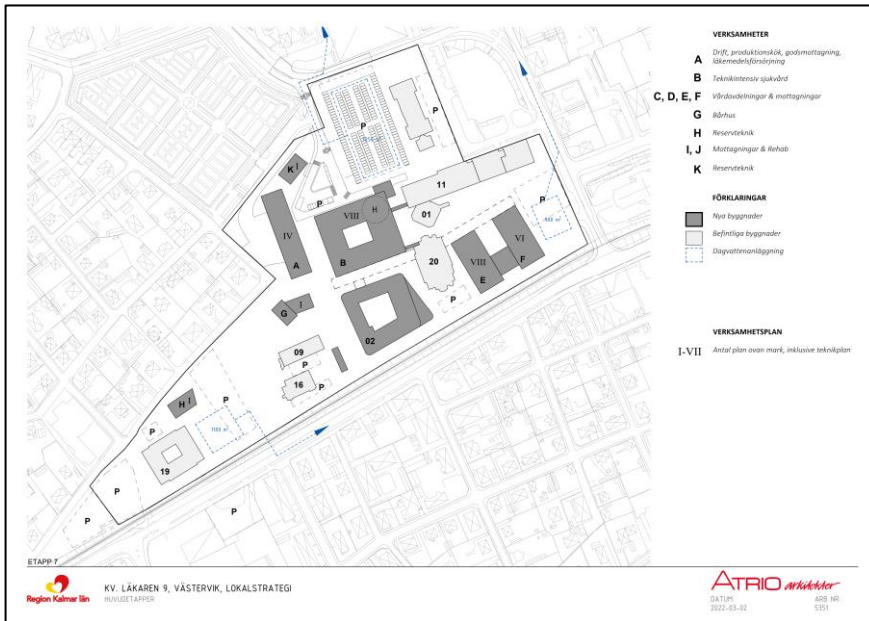 VERKSAMHETER
A Drift, produktionskök, godsmottagning, läkemedelsförsörjning
B Teknikintensiv sjukvård
C, D, E, F Vårdavdelningar & mottagningar
G Bårhus
H Reservteknik
I, J Mottagningar & Rehab
K Reservteknik
FÖRKLARINGAR
Nya byggnader
Befintliga byggnader
Dagvattenanläggning
VERKSAMHETSPLAN
I-VII Antal plan ovan mark, inklusive teknikplan
P
P
K I
11
P
P
VIII
H
01
IV
A
B
20
VI
F
VIII
E
P
I
G
02
09
P
16
P
H I
P
P
19
P
P
P
ETAPP 7
Region Kalmar län
KV. LÄKAREN 9, VÄSTERVIK, LOKALSTRATEGI
HUVUDETAPPER
ATRIO arkitekter
DATUM
2022-03-02
ARB NR
5351